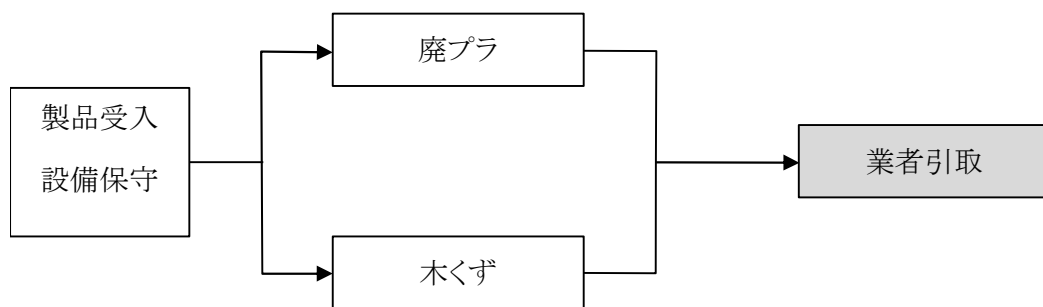 製品受入
設備保守
廃プラ
木くず
業者引取